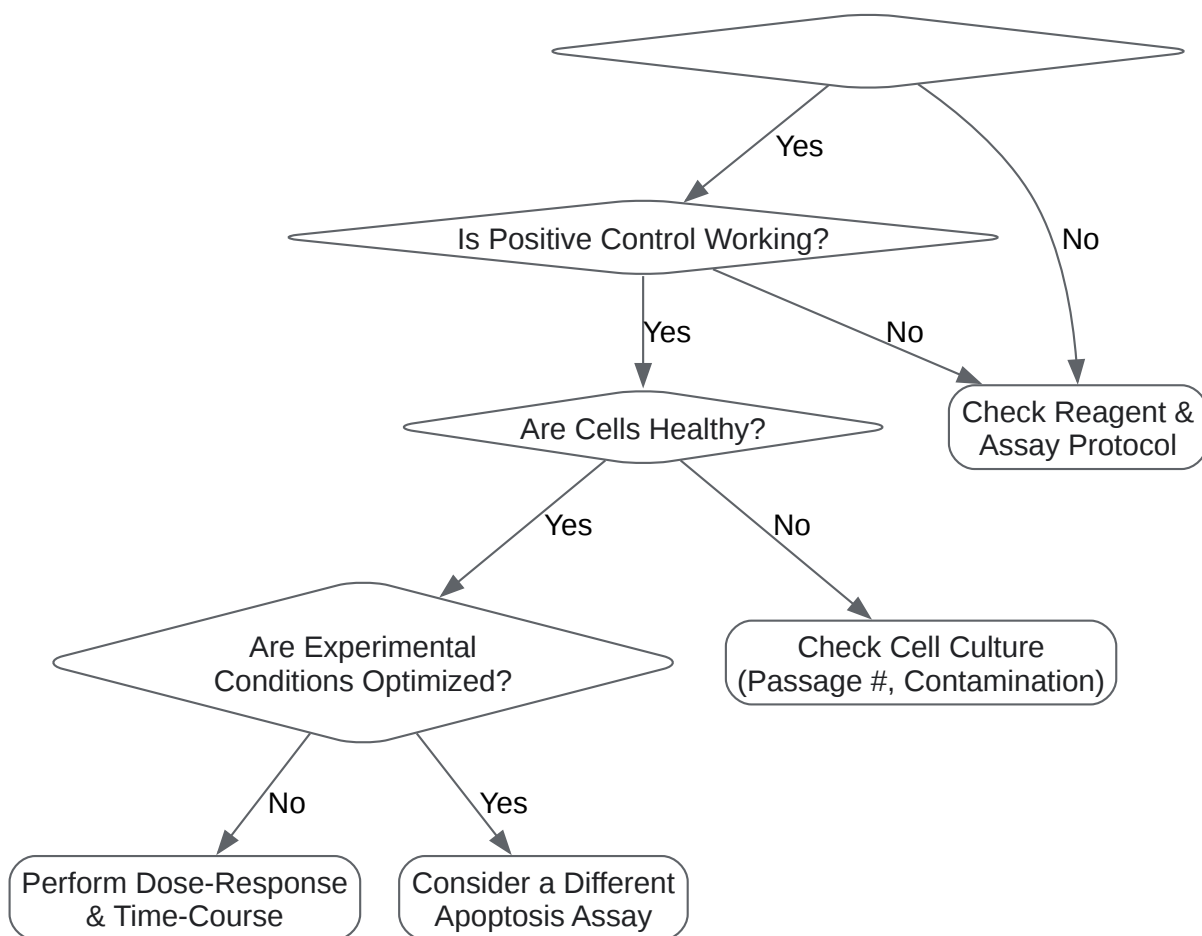 Yes
Is Positive Control Working?
No
Yes
No
Check Reagent &
Assay Protocol
Are Cells Healthy?
Yes
No
Are Experimental
Conditions Optimized?
Check Cell Culture
(Passage #, Contamination)
No
Yes
Perform Dose-Response
& Time-Course
Consider a Different
Apoptosis Assay